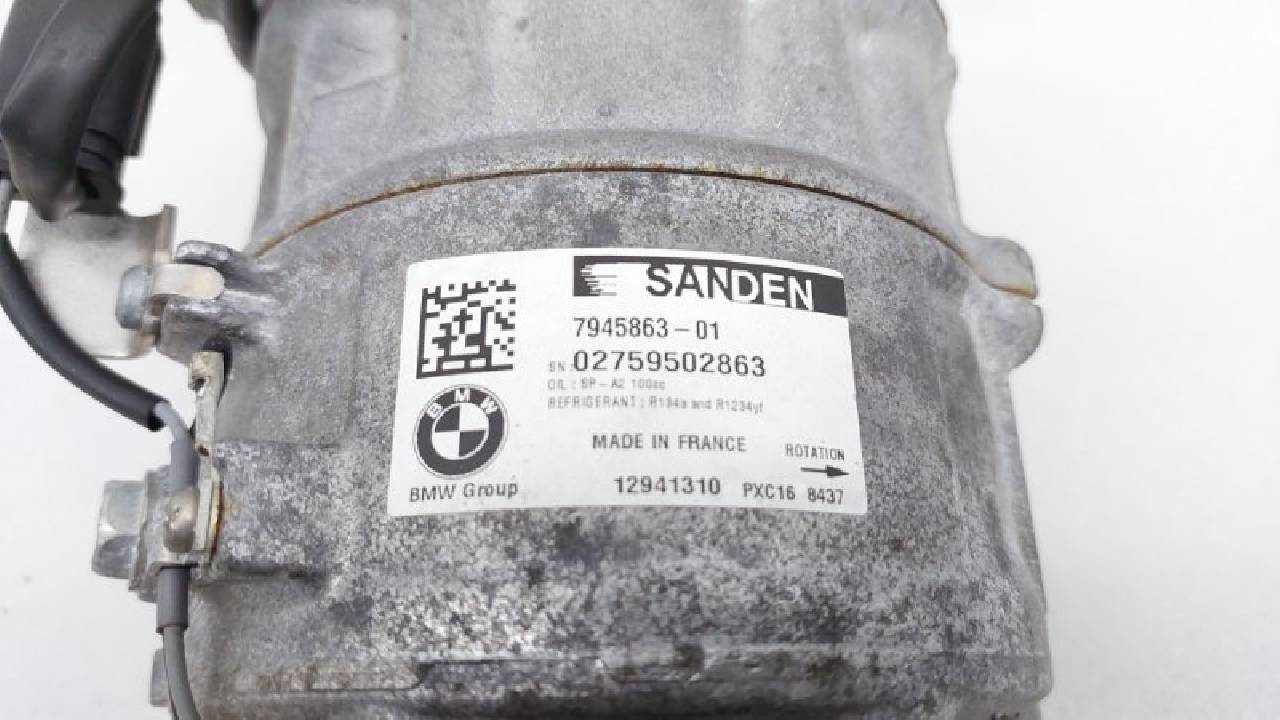 SANDEN
7945863-01
SN: 02759502863
OIL : SP-A2 100cc
REFRIGERANT : R134a and R1234yf
BMW
MADE IN FRANCE
ROTATION
BMW Group
12941310 PXC16 8437